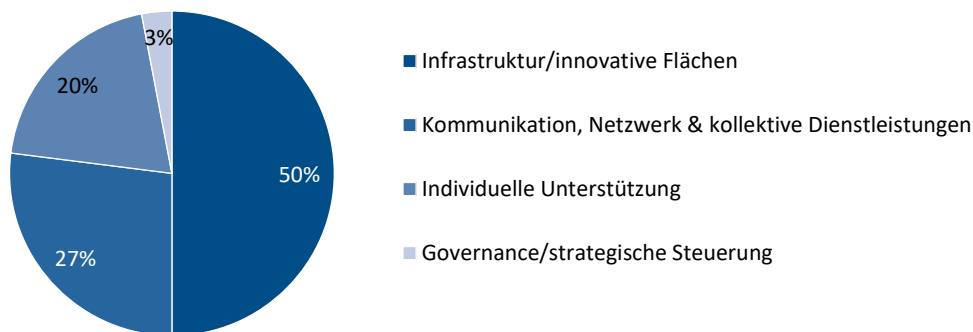 3%
20%
50%
27%
Infrastruktur/innovative Flächen
Kommunikation, Netzwerk & kollektive Dienstleistungen
Individuelle Unterstützung
Governance/strategische Steuerung